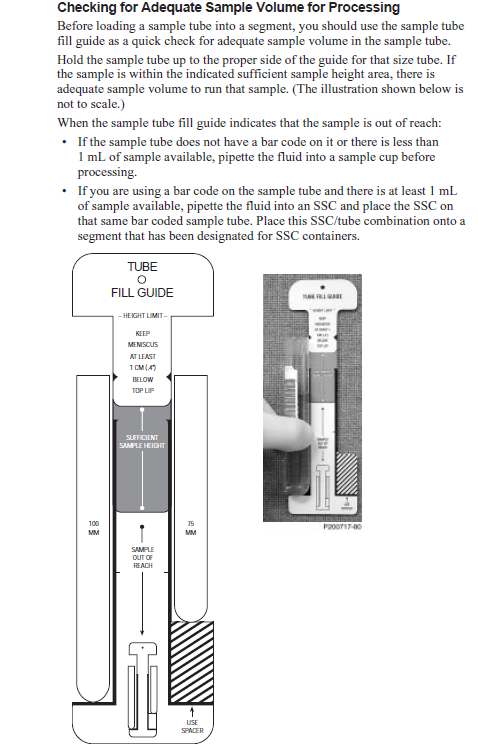 Checking for Adequate Sample Volume for Processing
Before loading a sample tube into a segment, you should use the sample tube
fill guide as a quick check for adequate sample volume in the sample tube.
Hold the sample tube up to the proper side of the guide for that size tube. If
the sample is within the indicated sufficient sample height area, there is
adequate sample volume to run that sample. (The illustration shown below is
not to scale.)
When the sample tube fill guide indicates that the sample is out of reach:
• If the sample tube does not have a bar code on it or there is less than
1 mL of sample available, pipette the fluid into a sample cup before
processing.
• If you are using a bar code on the sample tube and there is at least 1 mL
of sample available, pipette the fluid into an SSC and place the SSC on
that same bar coded sample tube. Place this SSC/tube combination onto a
segment that has been designated for SSC containers.
TUBE
FILL GUIDE
- HEIGHT LIMIT -
KEEP
MENISCUS
AT LEAST
1 CM (.4")
BELOW
TOP LIP
SUFFICIENT
SAMPLE HEIGHT
100
MM
75
MM
SAMPLE
OUT OF
REACH
USE
SPACER
TUBE FILL GUIDE
P200717-80